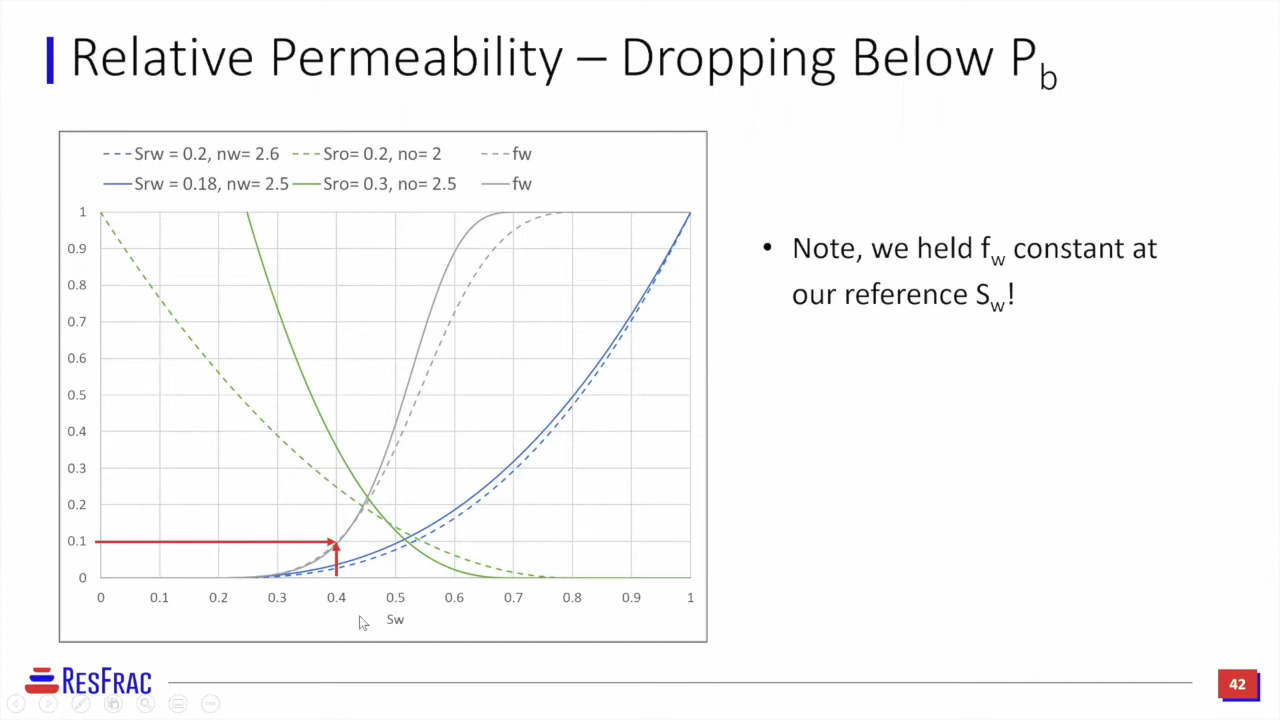 Relative Permeability – Dropping Below Pb
Srw = 0.2, nw= 2.6 Sro= 0.2, no= 2 fw
Srw = 0.18, nw= 2.5 Sro= 0.3, no= 2.5 fw
1
0.9
0.8
0.7
0.6
0.5
0.4
0.3
0.2
0.1
0
0 0.1 0.2 0.3 0.4 0.5 0.6 0.7 0.8 0.9 1
Sw
• Note, we held fw constant at
our reference Sw!
RESFRAC
42